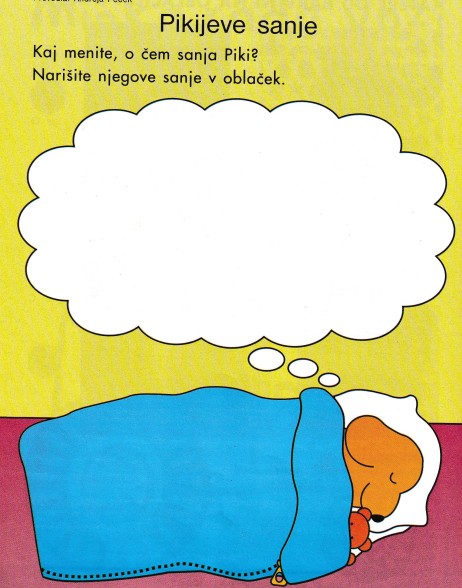 Pikijeve sanje
Kaj menite, o čem sanja Piki?
Narišite njegove sanje v oblaček.